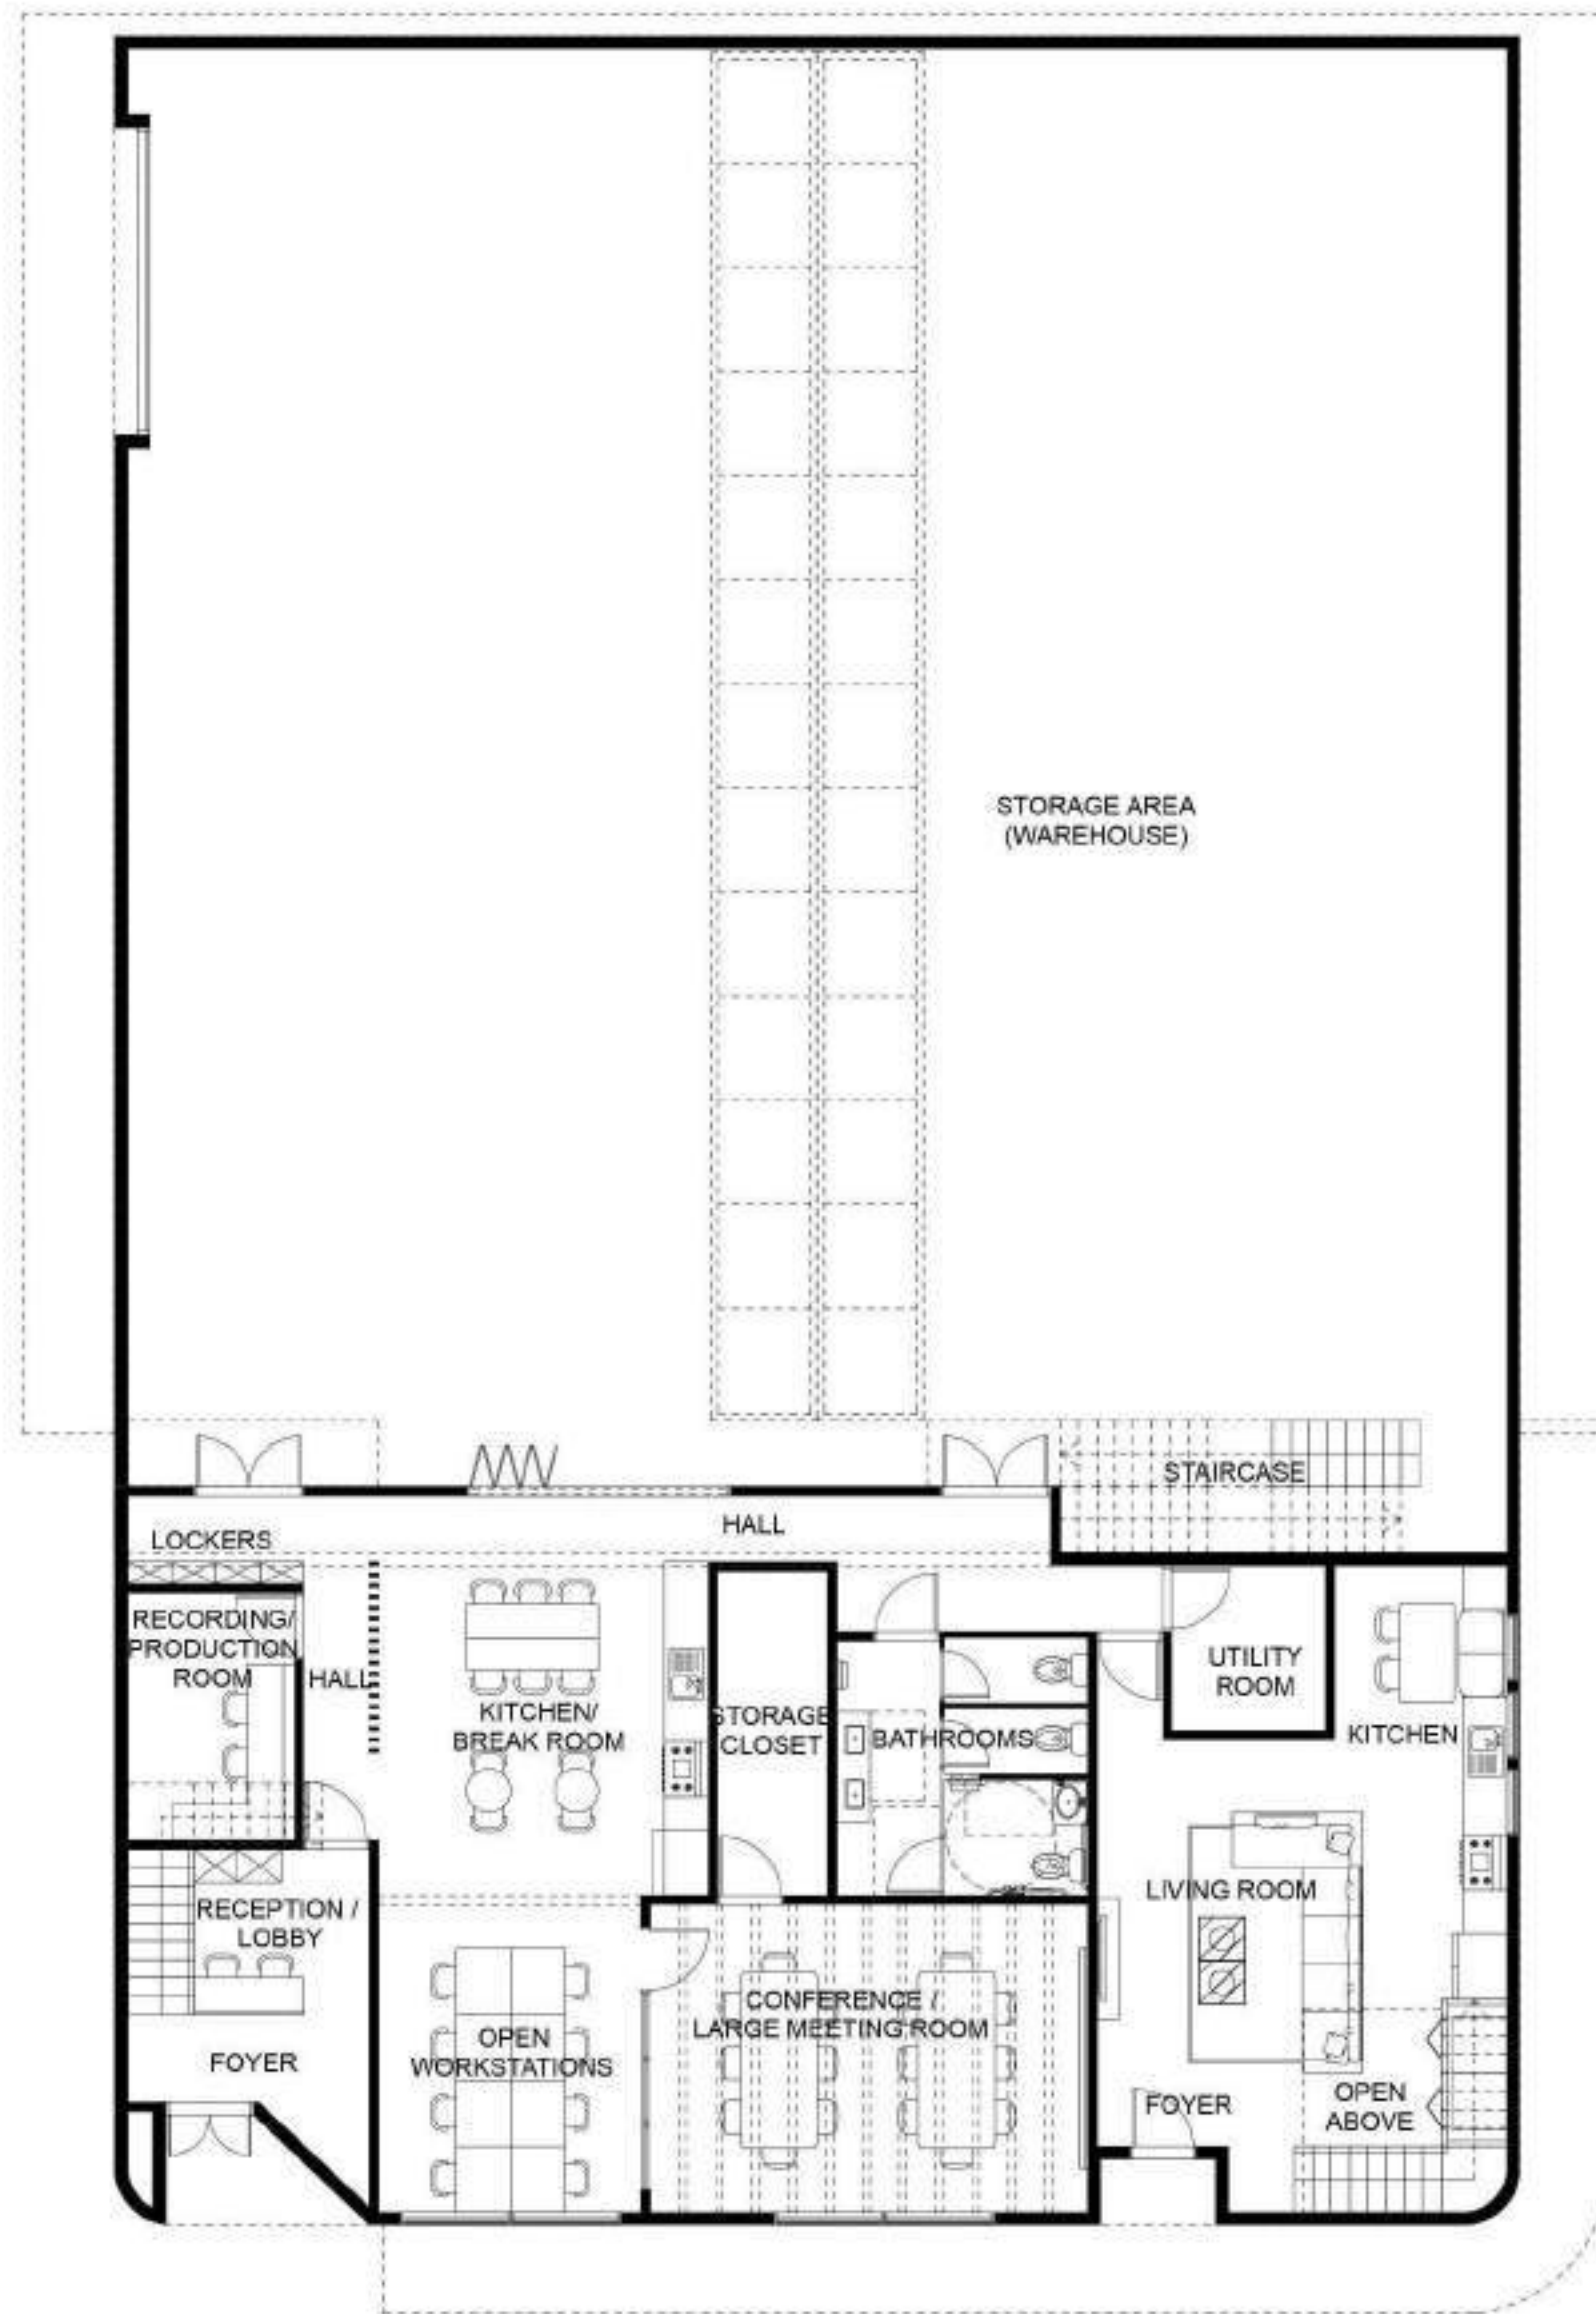 STORAGE AREA
(WAREHOUSE)
STAIRCASE
HALL
LOCKERS
RECORDING/
PRODUCTION
ROOM
HALL
KITCHEN/
BREAK ROOM
STORAGE
CLOSET
BATHROOMS
UTILITY
ROOM
KITCHEN
LIVING ROOM
RECEPTION /
LOBBY
FOYER
OPEN
WORKSTATIONS
CONFERENCE /
LARGE MEETING ROOM
FOYER
OPEN
ABOVE